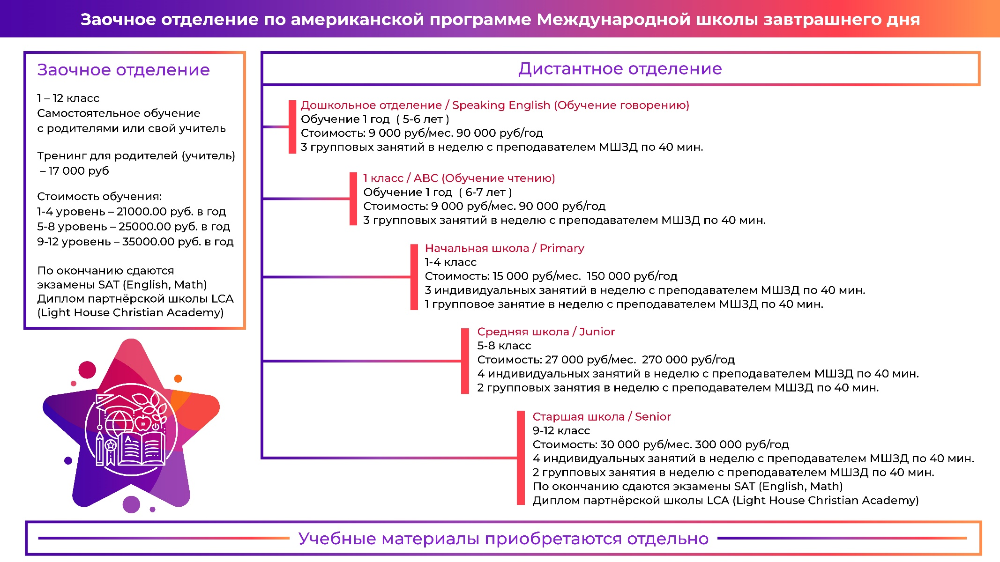 Заочное отделение по американской программе Международной школы завтрашнего дня
Заочное отделение
1 – 12 класс
Самостоятельное обучение
с родителями или свой учитель
Тренинг для родителей (учитель)
– 17 000 руб
Стоимость обучения:
1-4 уровень – 21000.00 руб. в год
5-8 уровень – 25000.00 руб. в год
9-12 уровень – 35000.00 руб. в год
По окончанию сдаются
экзамены SAT (English, Math)
Диплом партнёрской школы LCA
(Light House Christian Academy)
Дистантное отделение
Дошкольное отделение / Speaking English (Обучение говорению)
Обучение 1 год ( 5-6 лет )
Стоимость: 9 000 руб/мес. 90 000 руб/год
3 групповых занятий в неделю с преподавателем МШЗД по 40 мин.
1 класс / ABC (Обучение чтению)
Обучение 1 год ( 6-7 лет )
Стоимость: 9 000 руб/мес. 90 000 руб/год
3 групповых занятий в неделю с преподавателем МШЗД по 40 мин.
Начальная школа / Primary
1-4 класс
Стоимость: 15 000 руб/мес. 150 000 руб/год
3 индивидуальных занятий в неделю с преподавателем МШЗД по 40 мин.
1 групповое занятие в неделю с преподавателем МШЗД по 40 мин.
Средняя школа / Junior
5-8 класс
Стоимость: 27 000 руб/мес. 270 000 руб/год
4 индивидуальных занятий в неделю с преподавателем МШЗД по 40 мин.
2 групповых занятия в неделю с преподавателем МШЗД по 40 мин.
Старшая школа / Senior
9-12 класс
Стоимость: 30 000 руб/мес. 300 000 руб/год
4 индивидуальных занятий в неделю с преподавателем МШЗД по 40 мин.
2 групповых занятия в неделю с преподавателем МШЗД по 40 мин.
По окончанию сдаются экзамены SAT (English, Math)
Диплом партнёрской школы LCA (Light House Christian Academy)
A
Учебные материалы приобретаются отдельно